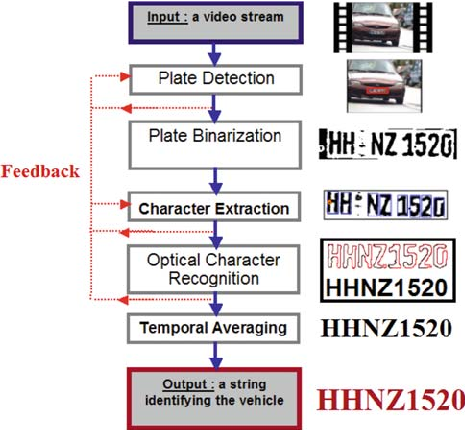 Input : a video stream
Plate Detection
Plate Binarization
HH NZ 1520
Feedback
Character Extraction
HH NZ 1520
Optical Character
Recognition
HHNZ1520
HHNZ1520
Temporal Averaging
HHNZ1520
Output : a string
identifying the vehicle
HHNZ1520